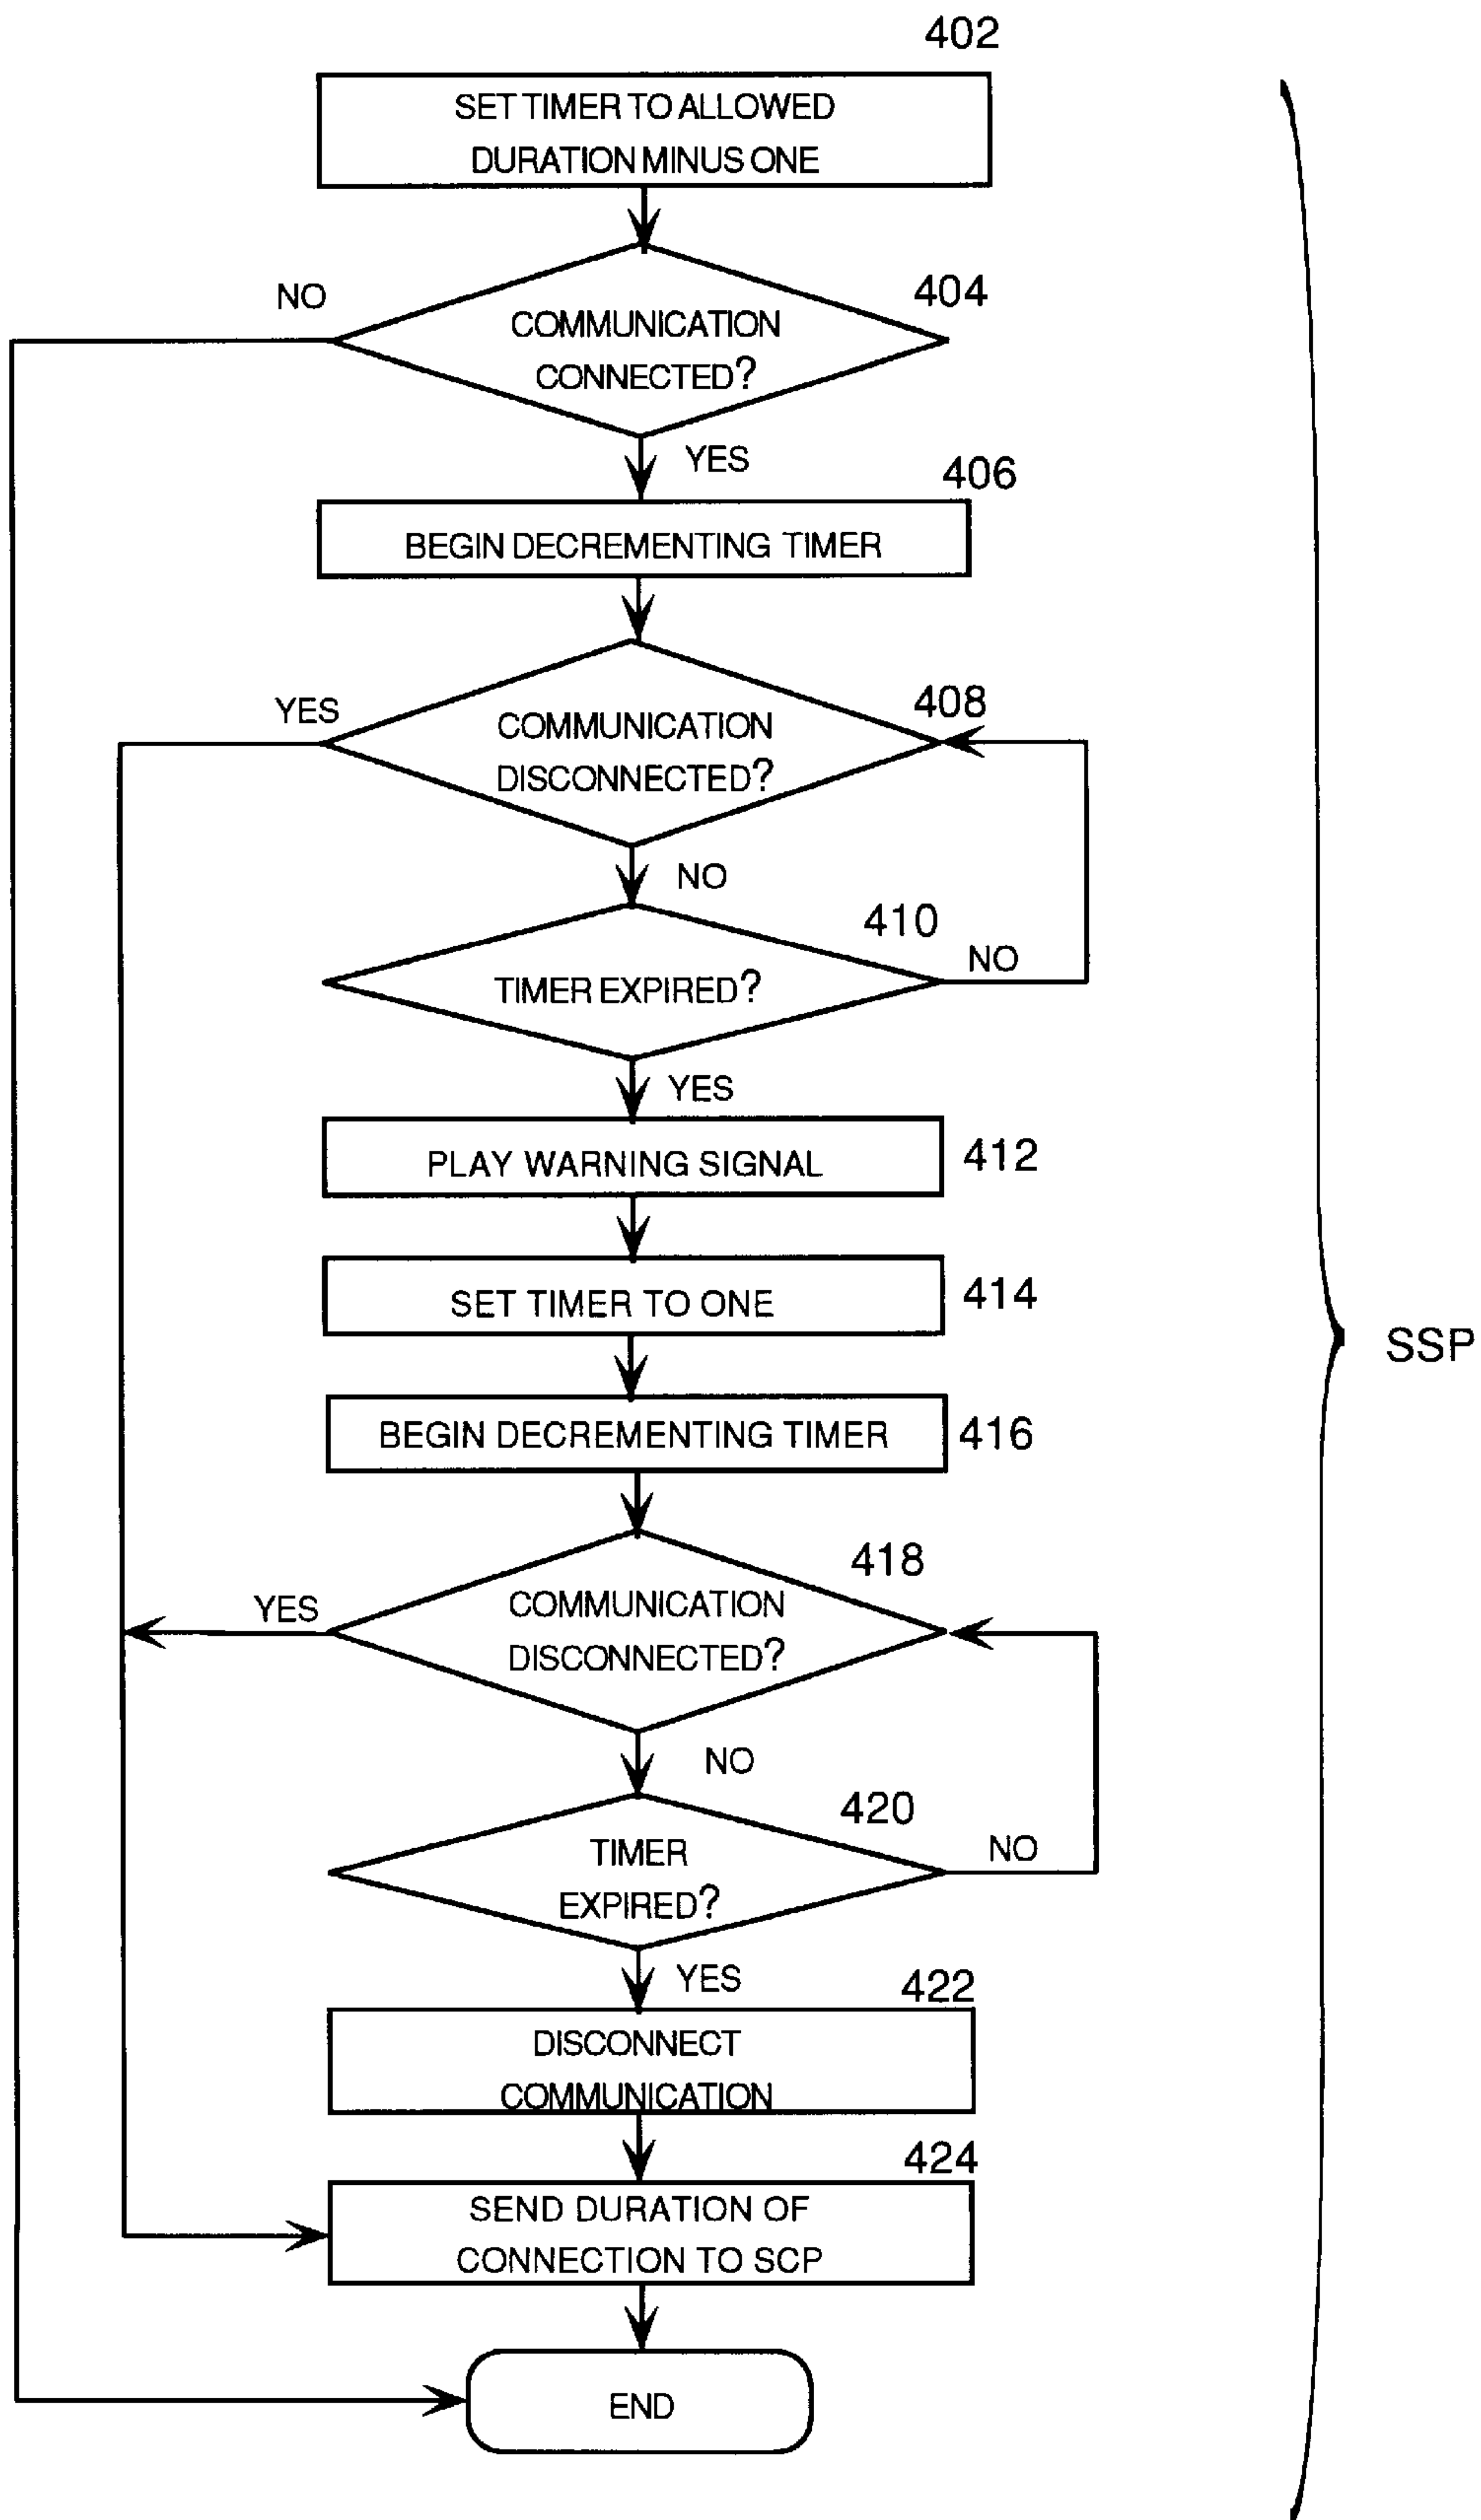 402
SET TIMER TO ALLOWED
DURATION MINUS ONE
NO
404
COMMUNICATION
CONNECTED?
YES
406
BEGIN DECREMENTING TIMER
YES
408
COMMUNICATION
DISCONNECTED?
NO
410
NO
TIMER EXPIRED?
YES
PLAY WARNING SIGNAL
412
SET TIMER TO ONE
414
SSP
BEGIN DECREMENTING TIMER
416
418
YES
COMMUNICATION
DISCONNECTED?
NO
420
TIMER
EXPIRED?
NO
YES
422
DISCONNECT
COMMUNICATION
424
SEND DURATION OF
CONNECTION TO SCP
END